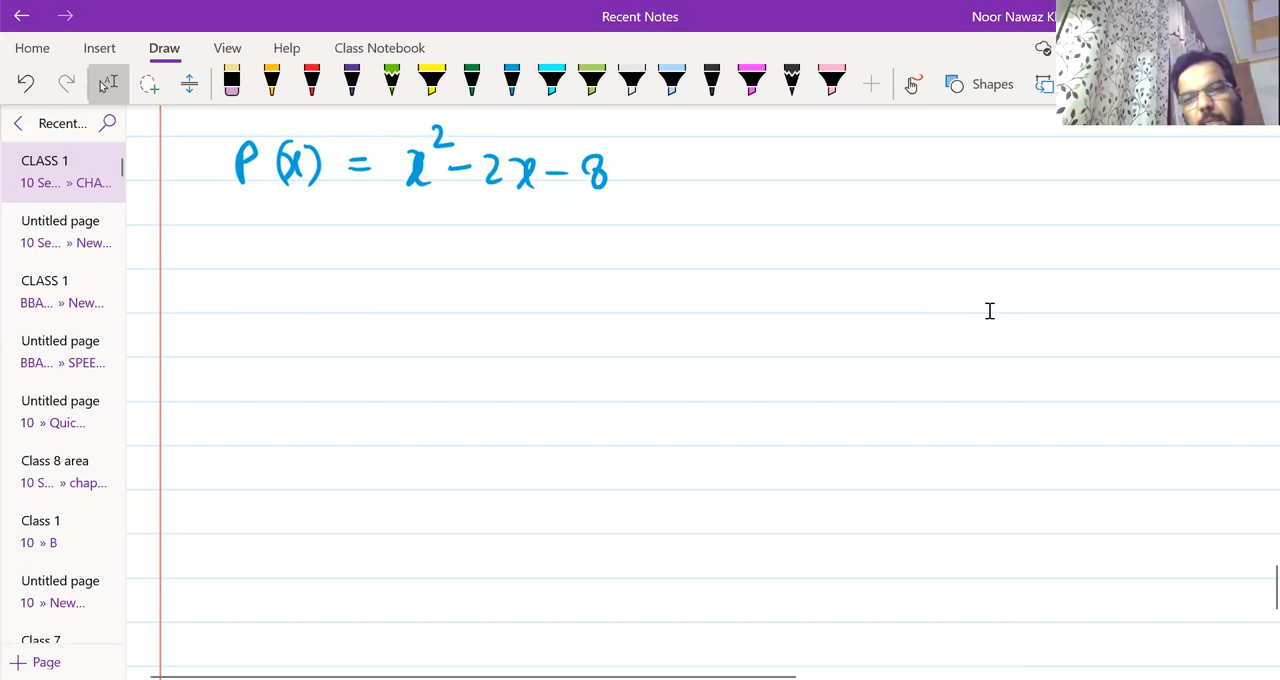 Recent Notes
Noor Nawaz K
Home Insert Draw View Help Class Notebook
Shapes
Recent...
P(x) = x² - 2x - 8
CLASS 1
10 Se... » CHA...
Untitled page
10 Se... » New...
CLASS 1
BBA... » New...
Untitled page
BBA... » SPEE...
Untitled page
10 » Quic...
Class 8 area
10 S... » chap...
Class 1
10 » B
Untitled page
10 » New...
Class 7
+ Page